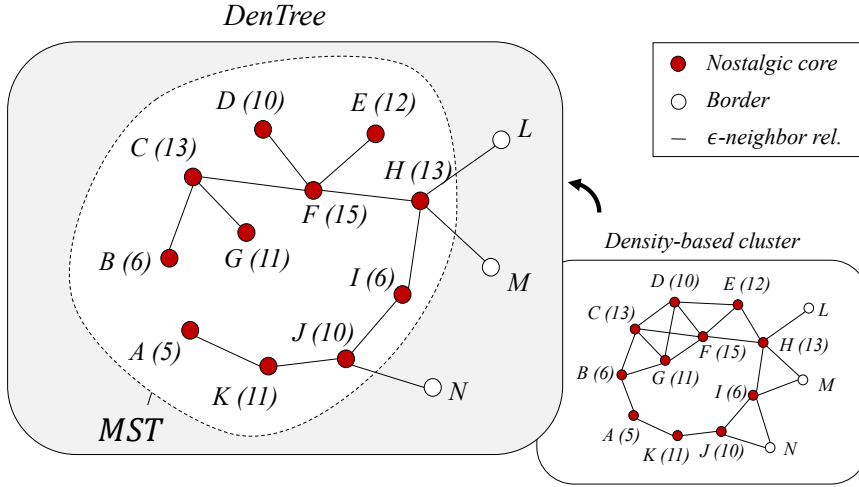 DenTree
D (10)
E (12)
C (13)
L
H (13)
F (15)
B (6)
G (11)
I (6)
M
A (5)
J (10)
K (11)
N
MST
Nostalgic core
Border
ϵ-neighbor rel.
Density-based cluster
D (10)
E (12)
C (13)
L
F (15)
H (13)
B (6)
G (11)
M
I (6)
A (5)
K (11)
J (10)
N